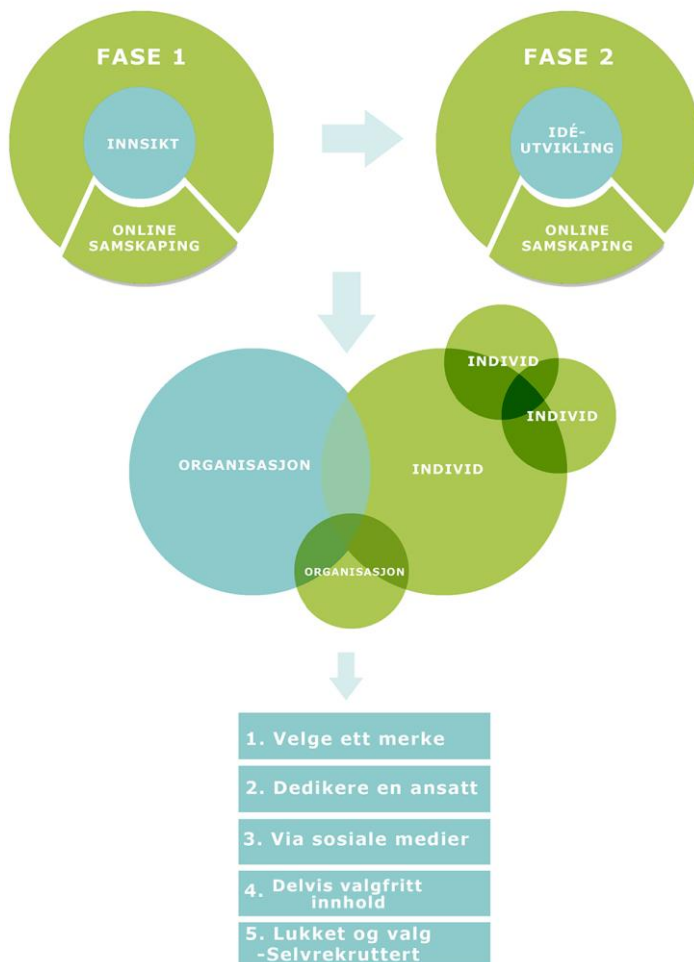 FASE 1
INNSIKT
ONLINE
SAMSKAPING
FASE 2
IDÉ-
UTVIKLING
ONLINE
SAMSKAPING
INDIVID
INDIVID
ORGANISASJON
INDIVID
ORGANISASJON
1. Velge ett merke
2. Dedikere en ansatt
3. Via sosiale medier
4. Delvis valgfritt
innhold
5. Lukket og valg
-Selvrekruttert